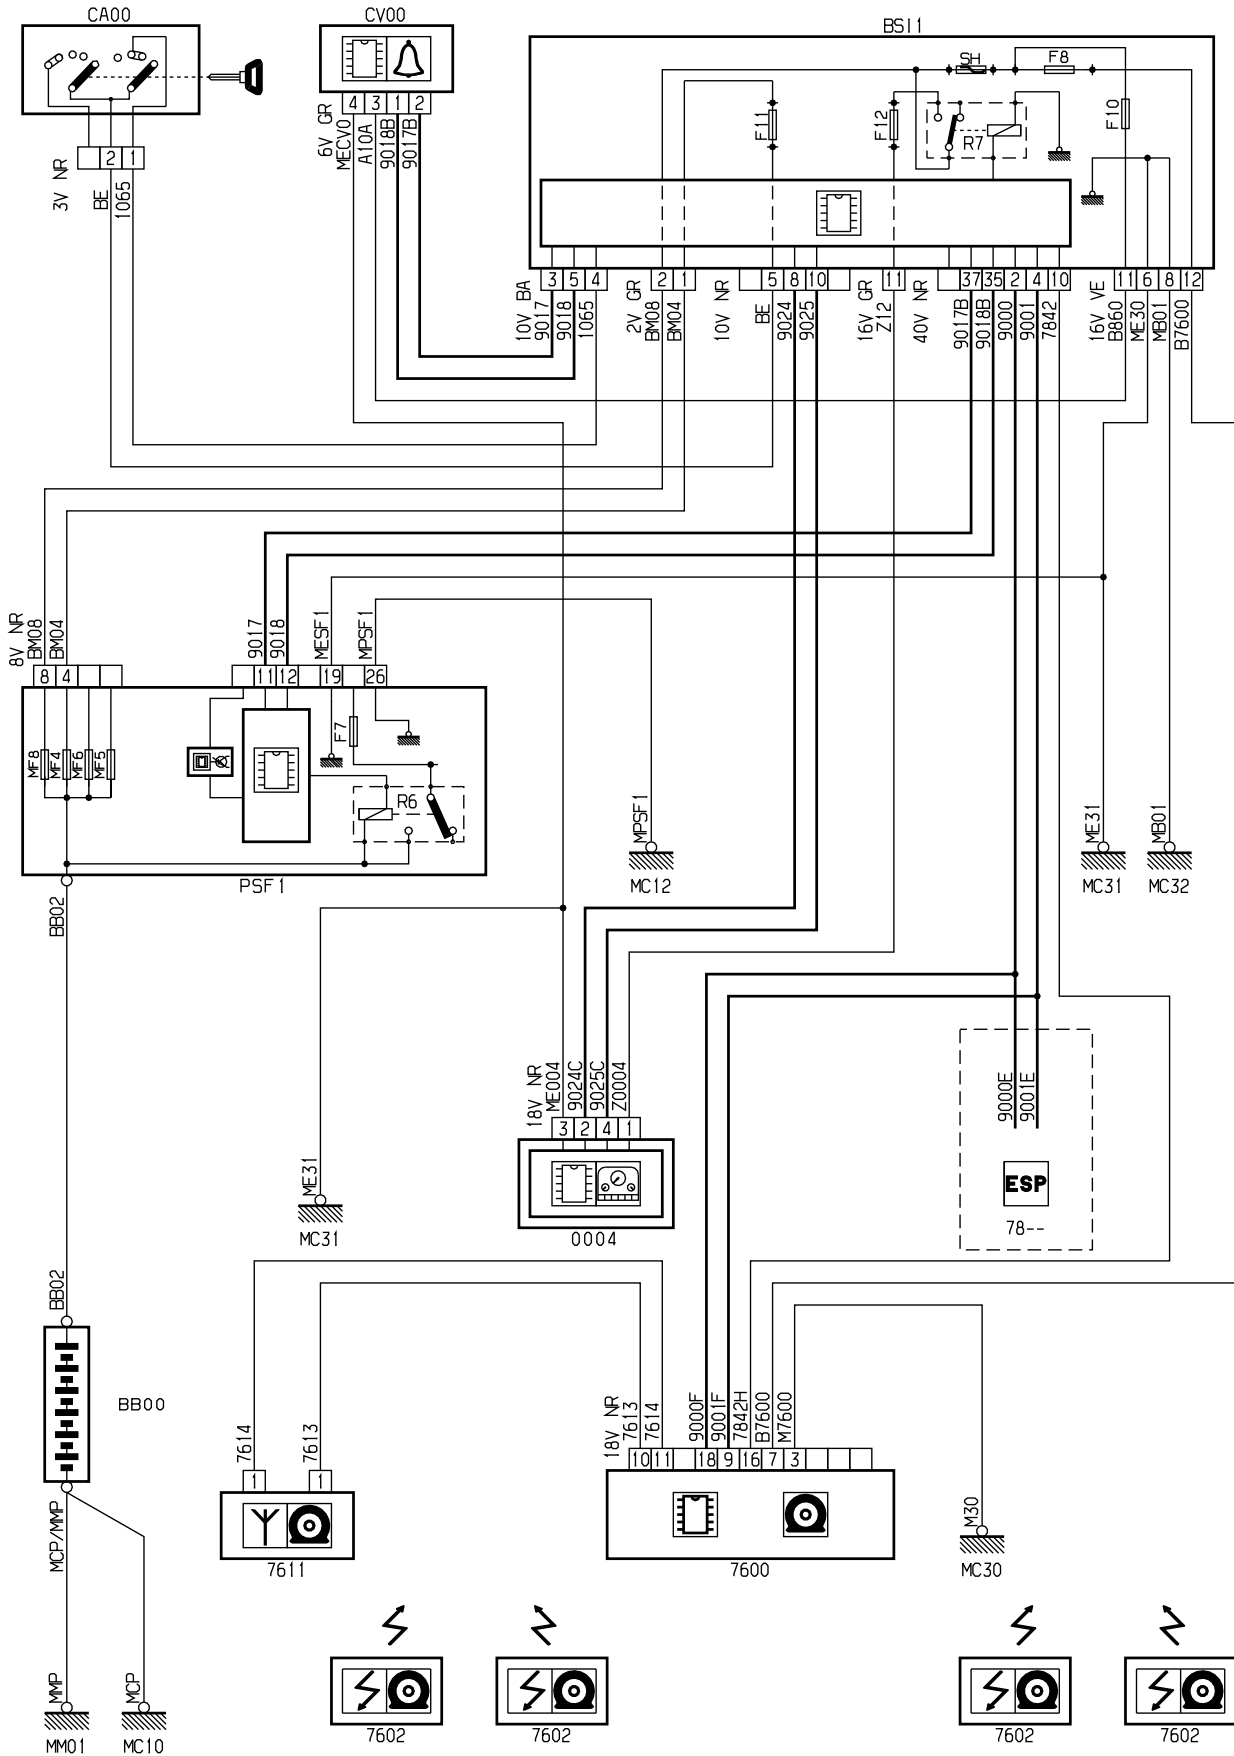 CA00
CV00
BSI1
SH
F8
F11
F12
F10
R7
4 3 1 2
2 1
6V GR
MECV0
A10A
9018B
9017B
3V NR
BE
1065
3 5 4
2 1
5 8 10
11
37 35 2 4 10
11 6 8 12
10V BA
9017
9018
1065
2V GR
BM08
BM04
10V NR
BE
9024
9025
16V GR
Z12
40V NR
9017B
9018B
9000
9001
7842
16V VE
B860
ME30
MB01
B7600
8V NR
BM08
BM04
9017
9018
MESF1
MPSF1
8 4
11 12 19 26
MF8
MF4
MF6
MF5
F7
R6
PSF1
MPSF1
MC12
ME31
MC31
MB01
MC32
BB02
18V NR
ME004
9024C
9025C
Z0004
3 2 4 1
0004
9000E
9001E
ESP
78--
ME31
MC31
BB02
BB00
7614
7613
1 1
7611
18V NR
7613
7614
9000F
9001F
7842H
B7600
M7600
10 11 18 9 16 7 3
7600
M30
MC30
MCP/MMP
MMP
MCP
MM01
MC10
7602
7602
7602
7602